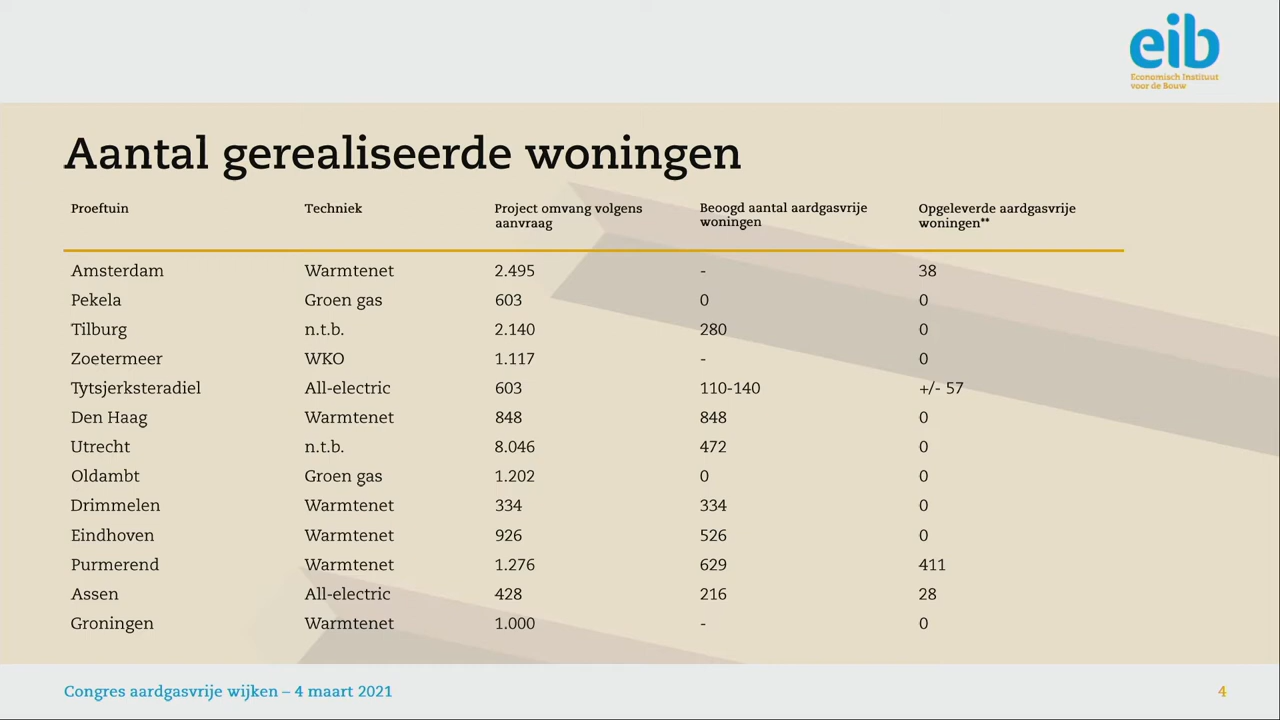 eib
Economisch Instituut
voor de Bouw
Aantal gerealiseerde woningen
Proeftuin Techniek Project omvang volgens aanvraag Beoogd aantal aardgasvrije woningen Opgeleverde aardgasvrije woningen**
Amsterdam Warmtenet 2.495 - 38
Pekela Groen gas 603 0 0
Tilburg n.t.b. 2.140 280 0
Zoetermeer WKO 1.117 - 0
Tytsjerksteradiel All-electric 603 110-140 +/- 57
Den Haag Warmtenet 848 848 0
Utrecht n.t.b. 8.046 472 0
Oldambt Groen gas 1.202 0 0
Drimmelen Warmtenet 334 334 0
Eindhoven Warmtenet 926 526 0
Purmerend Warmtenet 1.276 629 411
Assen All-electric 428 216 28
Groningen Warmtenet 1.000 - 0
Congres aardgasvrije wijken – 4 maart 2021 4